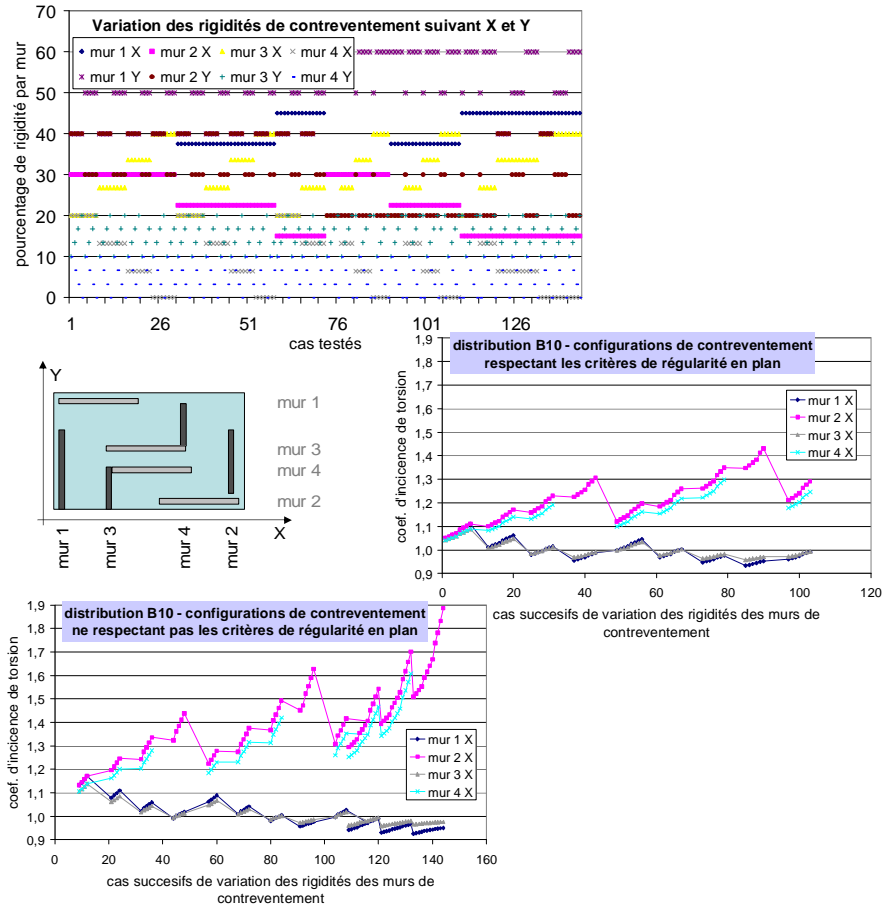 Variation des rigidités de contreventement suivant X et Y
mur 1 X mur 2 X mur 3 X mur 4 X
mur 1 Y mur 2 Y mur 3 Y mur 4 Y
pourcentage de rigidité par mur
70
60
50
40
30
20
10
0
1 26 51 76 101 126
cas testés
Y
mur 1
mur 3
mur 4
mur 2
mur 1
mur 3
mur 4
mur 2
X
distribution B10 - configurations de contreventement
respectant les critères de régularité en plan
mur 1 X
mur 2 X
mur 3 X
mur 4 X
coef. d'incicence de torsion
1,9
1,8
1,7
1,6
1,5
1,4
1,3
1,2
1,1
1,0
0,9
0 20 40 60 80 100 120
cas succesifs de variation des rigidités des murs de
contreventement
distribution B10 - configurations de contreventement
ne respectant pas les critères de régularité en plan
mur 1 X
mur 2 X
mur 3 X
mur 4 X
coef. d'incicence de torsion
1,9
1,8
1,7
1,6
1,5
1,4
1,3
1,2
1,1
1,0
0,9
0 20 40 60 80 100 120 140 160
cas succesifs de variation des rigidités des murs de
contreventement